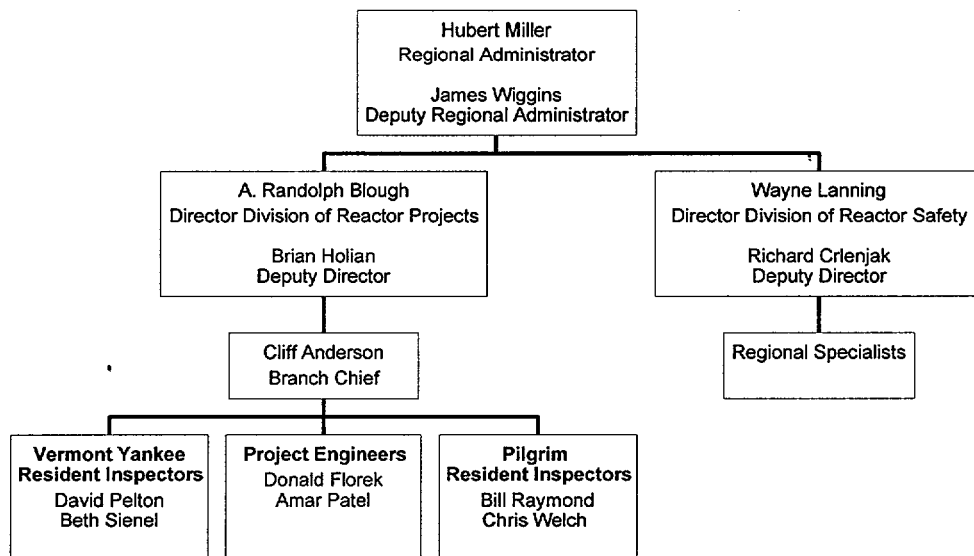 Hubert Miller
Regional Administrator
James Wiggins
Deputy Regional Administrator
A. Randolph Blough
Director Division of Reactor Projects
Brian Holian
Deputy Director
Wayne Lanning
Director Division of Reactor Safety
Richard Crlenjak
Deputy Director
Cliff Anderson
Branch Chief
Regional Specialists
Vermont Yankee
Resident Inspectors
David Pelton
Beth Sienel
Project Engineers
Donald Florek
Amar Patel
Pilgrim
Resident Inspectors
Bill Raymond
Chris Welch